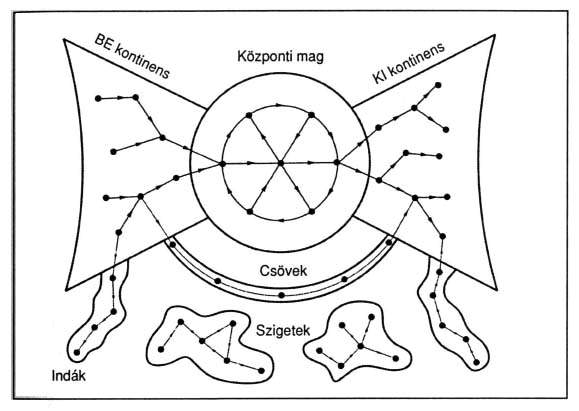 BE kontinens
Központi mag
KI kontinens
Csövek
Szigetek
Indák